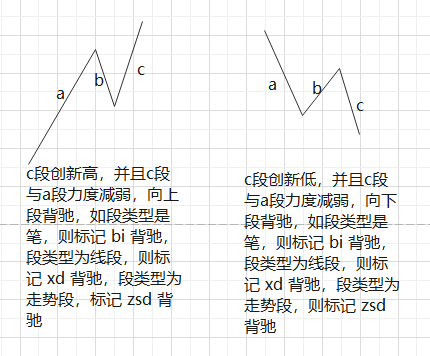 a
b
c
c段创新高，并且c段
与a段力度减弱，向上
段背驰，如段类型是
笔，则标记 bi 背驰，
段类型为线段，则标
记 xd 背驰，段类型为
走势段，标记 zsd 背
驰
a
b
c
c段创新低，并且c段
与a段力度减弱，向下
段背驰，如段类型是
笔，则标记 bi 背驰，
段类型为线段，则标
记 xd 背驰，段类型为
走势段，则标记 zsd
背驰